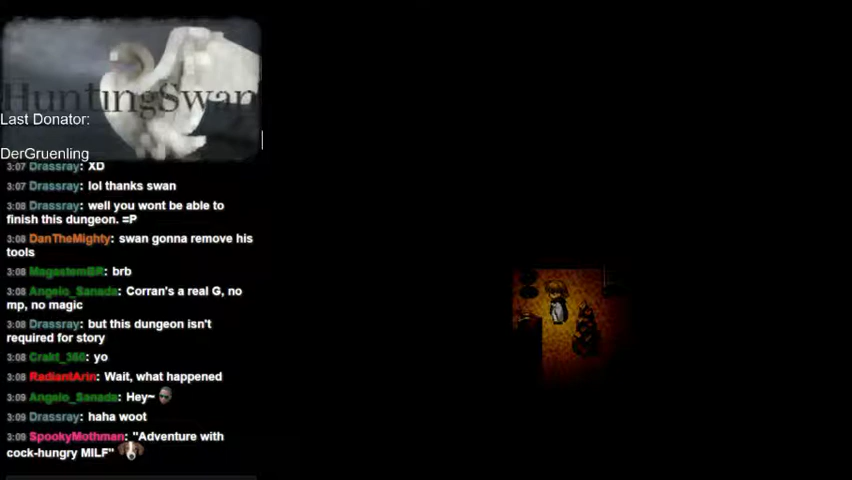 HuntingSwan
Last Donator:
DerGruenling
3:07 Drassray: XD
3:07 Drassray: lol thanks swan
3:08 Drassray: well you wont be able to
finish this dungeon. =P
3:08 DanTheMighty: swan gonna remove his
tools
3:08 MagastemBR: brb
3:08 Angelo_Sanada: Corran's a real G, no
mp, no magic
3:08 Drassray: but this dungeon isn't
required for story
3:08 Crakt_366: yo
3:08 RadiantArin: Wait, what happened
3:09 Angelo_Sanada: Hey~
3:09 Drassray: haha woot
3:09 SpookyMothman: "Adventure with
cock-hungry MILF"